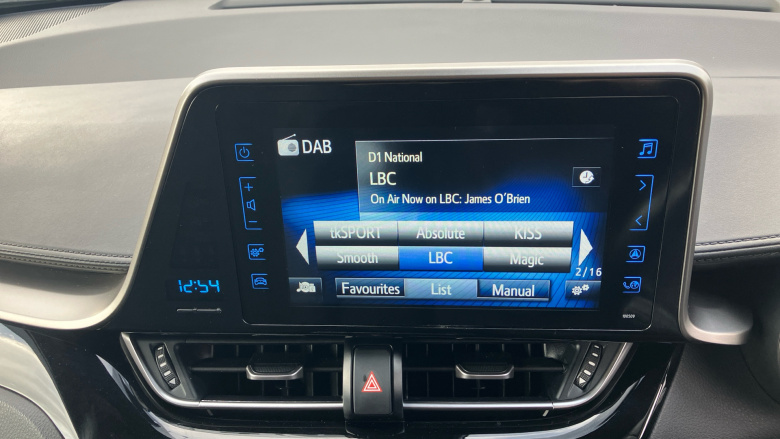 DAB
D1 National
LBC
On Air Now on LBC: James O'Brien
tkSPORT Absolute KISS
Smooth LBC Magic
2/16
Favourites List Manual
12:54